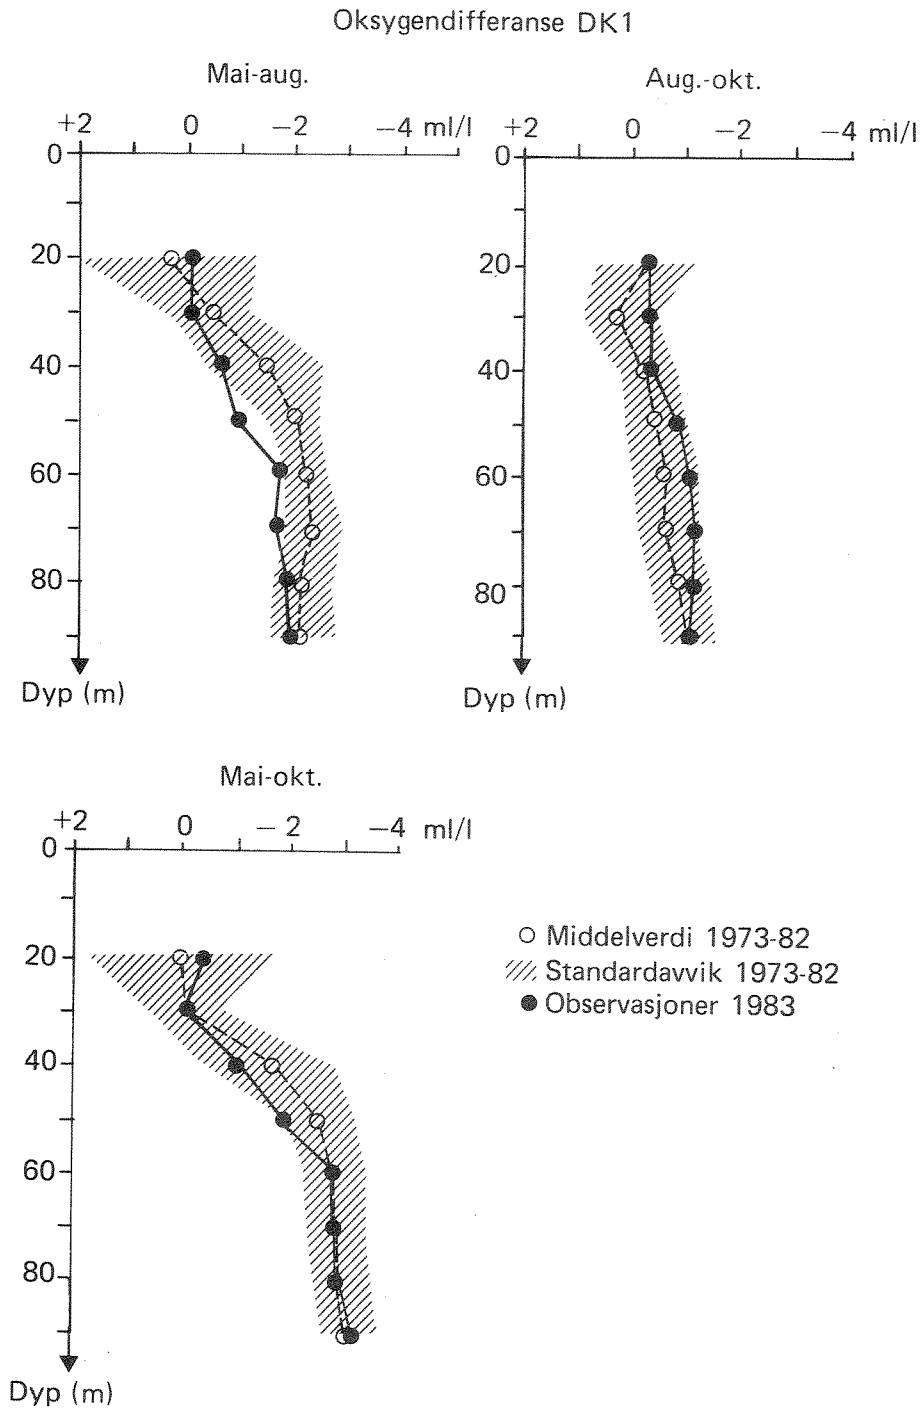 Oksygendifferanse DK1
Mai-aug.
+2 0 −2 −4 ml/l
0
20
40
60
80
Dyp (m)
Aug.-okt.
+2 0 −2 −4 ml/l
0
20
40
60
80
Dyp (m)
Mai-okt.
+2 0 −2 −4 ml/l
0
20
40
60
80
Dyp (m)
Middelverdi 1973-82
Standardavvik 1973-82
Observasjoner 1983